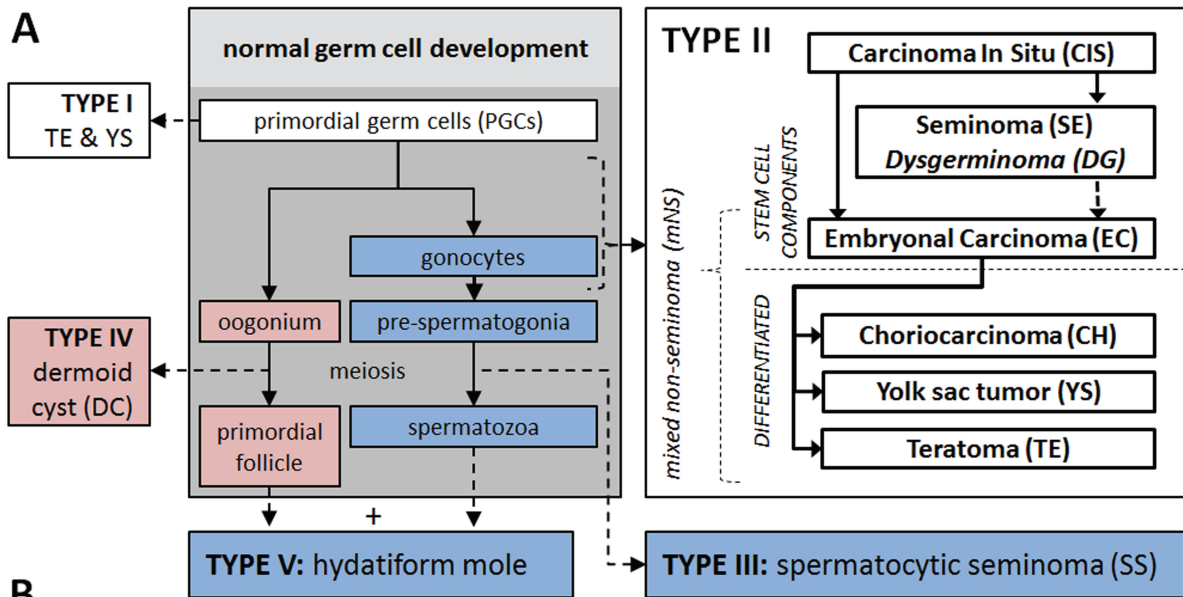 A
normal germ cell development
TYPE I
TE & YS
primordial germ cells (PGCs)
gonocytes
oogonium
pre-spermatogonia
TYPE IV
dermoid
cyst (DC)
meiosis
primordial
follicle
spermatozoa
+
TYPE V: hydatiform mole
TYPE II
Carcinoma In Situ (CIS)
Seminoma (SE)
Dysgerminoma (DG)
Embryonal Carcinoma (EC)
mixed non-seminoma (mNS)
STEM CELL
COMPONENTS
DIFFERENTIATED
Choriocarcinoma (CH)
Yolk sac tumor (YS)
Teratoma (TE)
TYPE III: spermatocytic seminoma (SS)
B